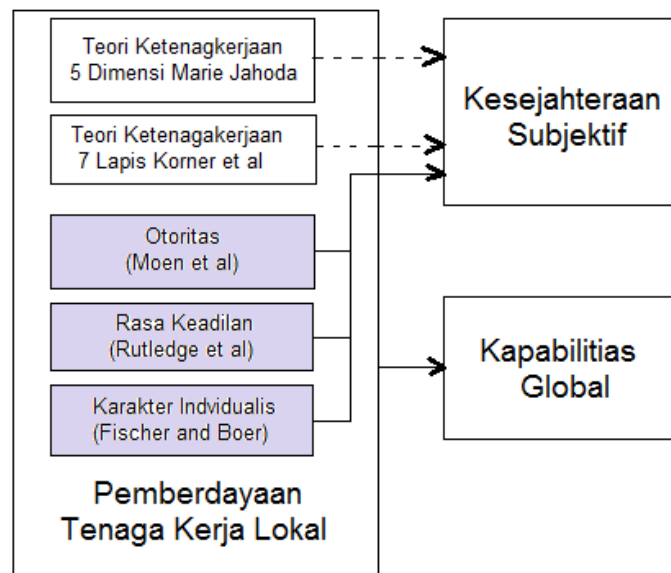 Teori Ketenagkerjaan
5 Dimensi Marie Jahoda
Teori Ketenagakerjaan
7 Lapis Korner et al
Otoritas
(Moen et al)
Rasa Keadilan
(Rutledge et al)
Karakter Indvidualis
(Fischer and Boer)
Pemberdayaan
Tenaga Kerja Lokal
Kesejahteraan
Subjektif
Kapabilitias
Global